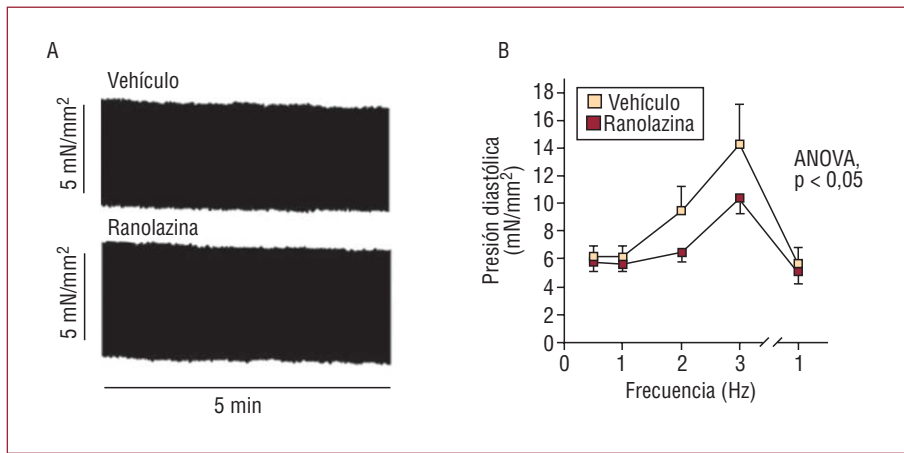 A
Vehículo
5 mN/mm²
Ranolazina
5 mN/mm²
5 min
B
Presión diastólica
(mN/mm²)
18
16
14
12
10
8
6
4
2
0
Vehículo
Ranolazina
ANOVA,
p < 0,05
0 1 2 3 1
Frecuencia (Hz)